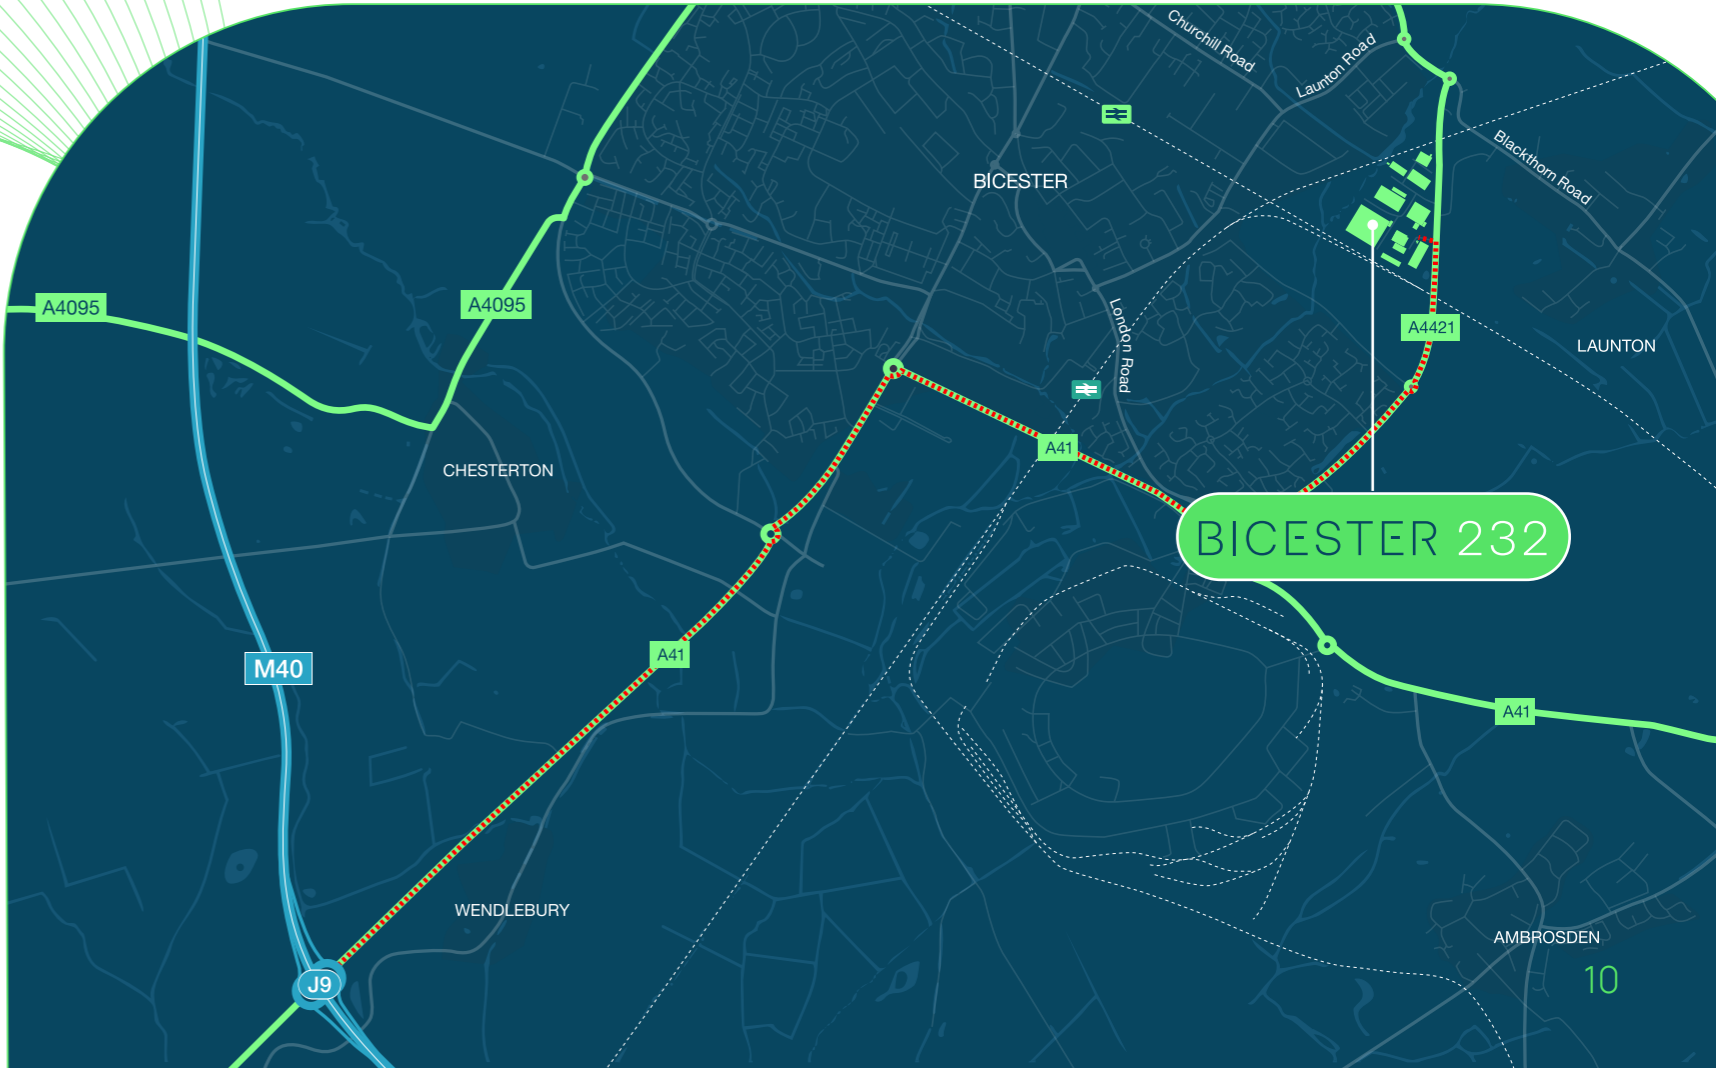 Churchill Road
Launton Road
Blackthorn Road
BICESTER
A4095
A4095
London Road
A4421
LAUNTON
A41
CHESTERTON
BICESTER 232
A41
M40
A41
WENDLEBURY
AMBROSDEN
J9
10